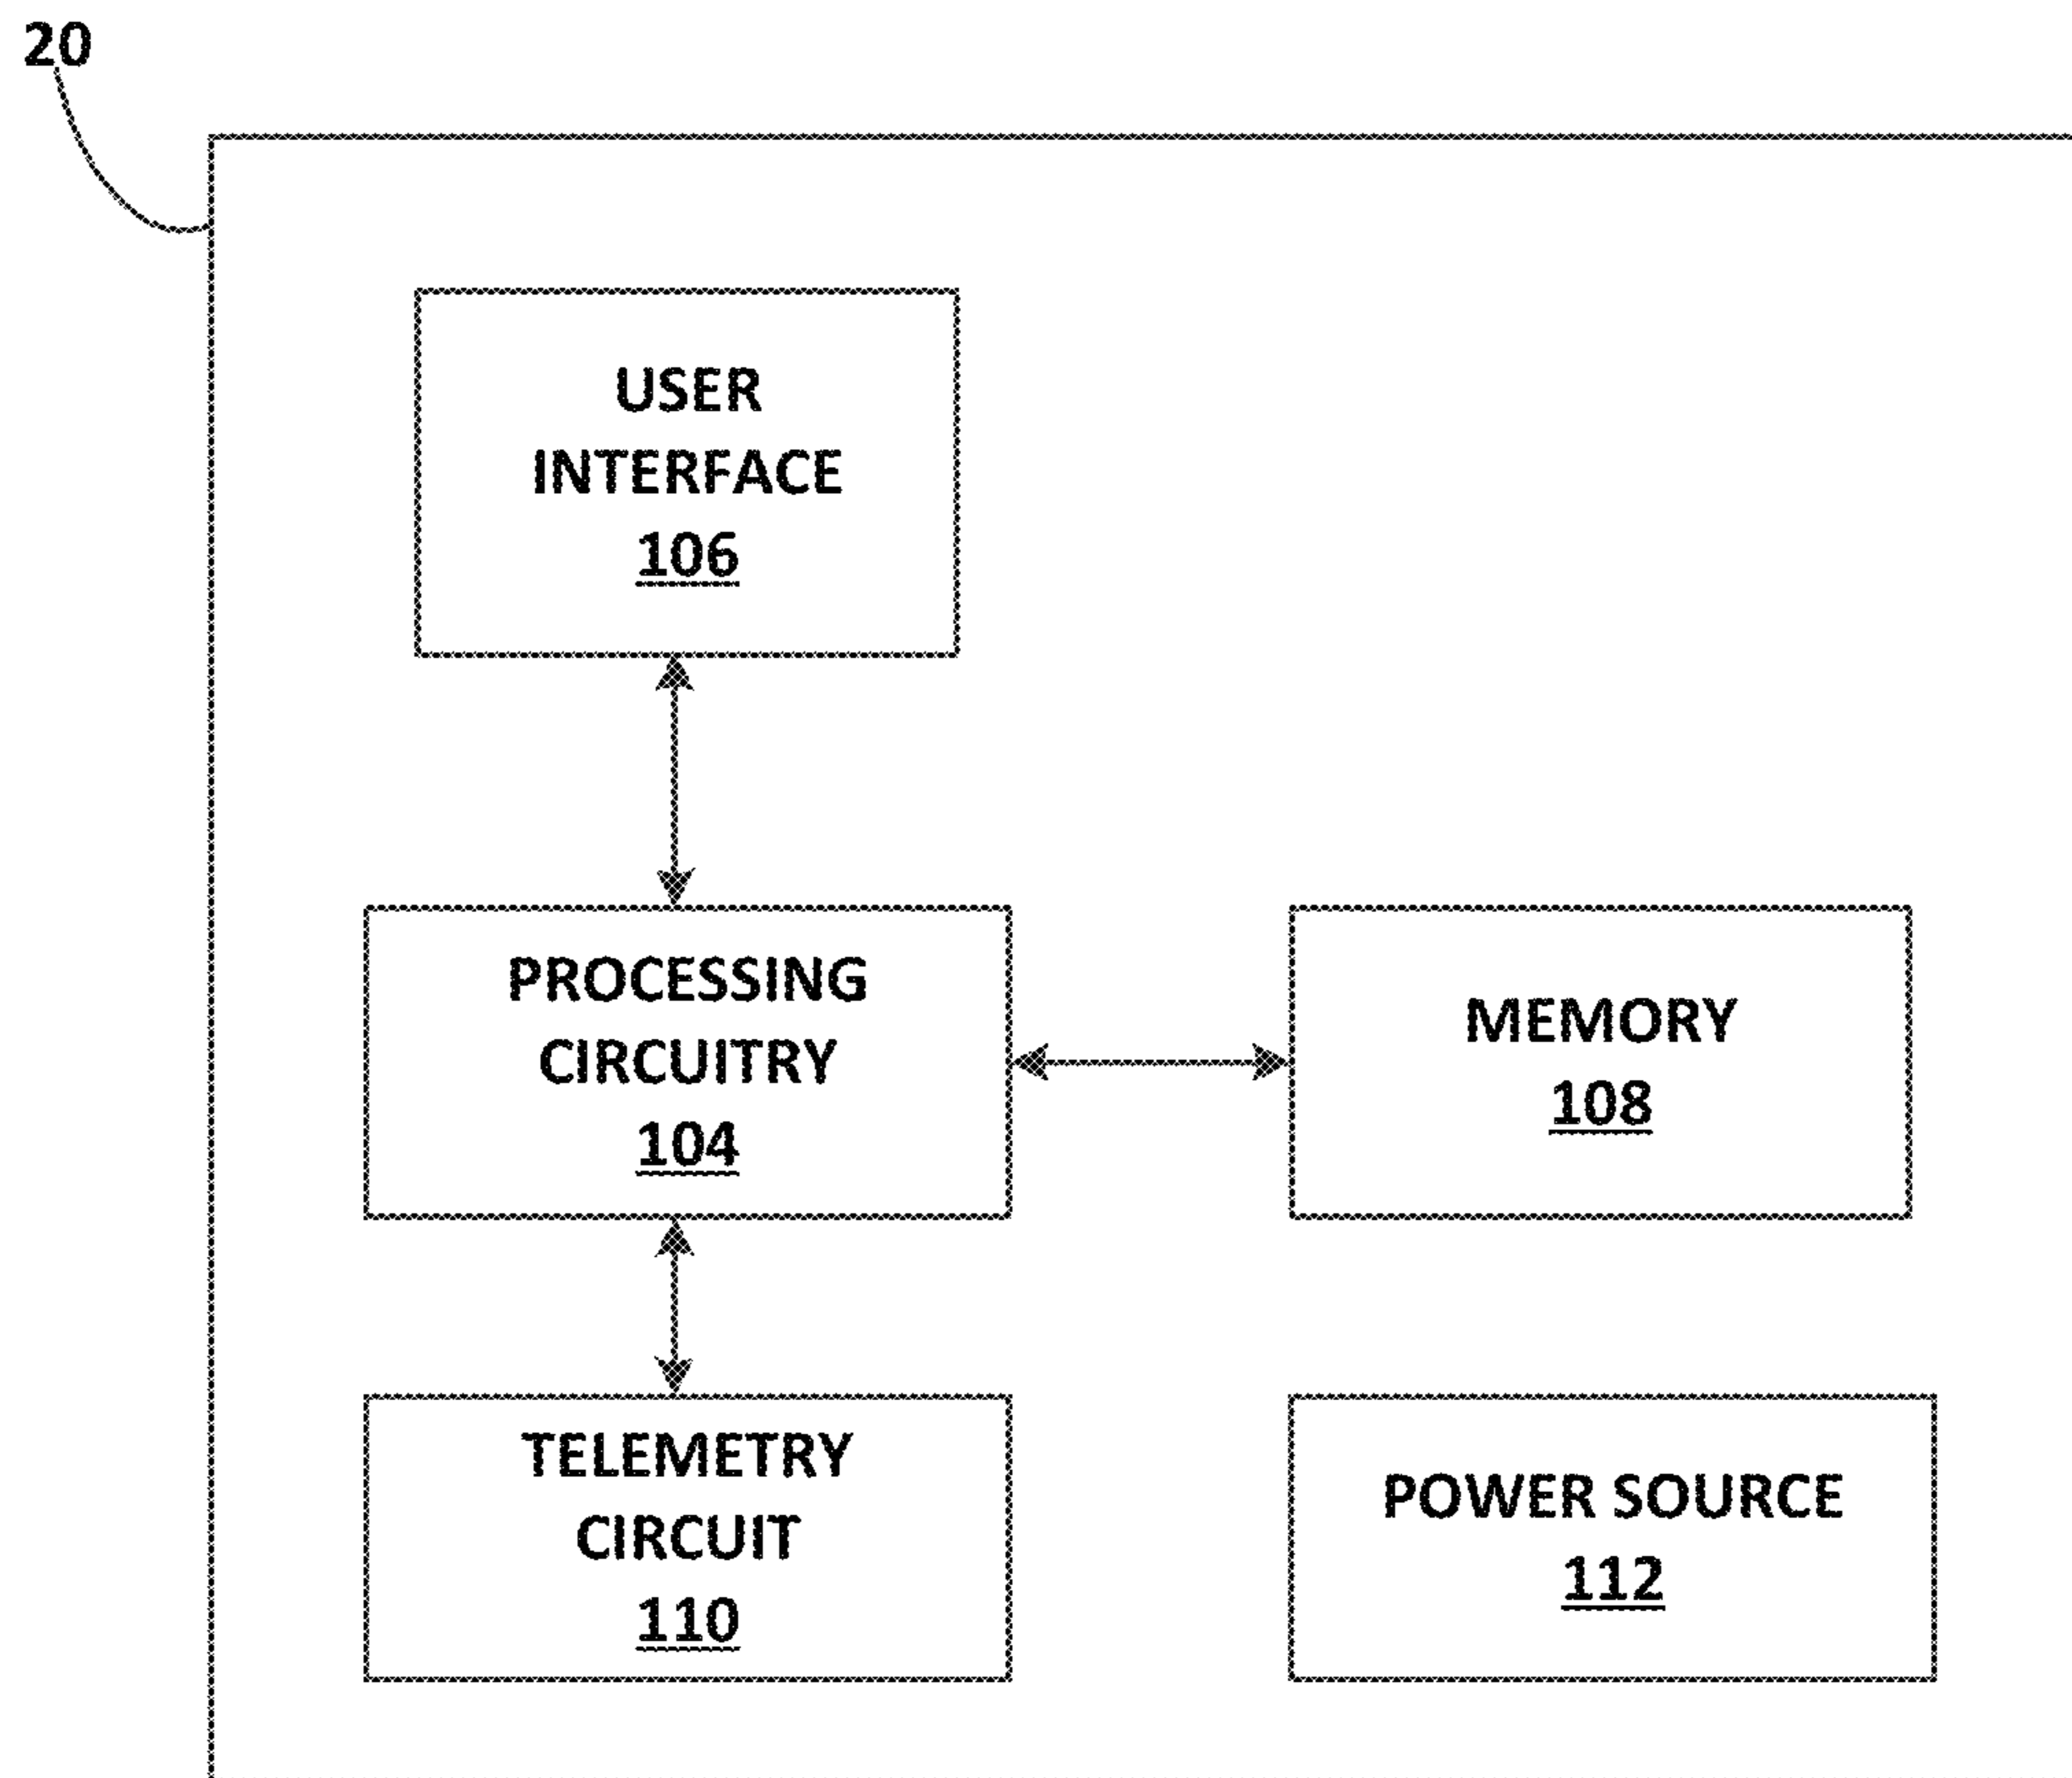 20
USER
INTERFACE
106
PROCESSING
CIRCUITRY
104
MEMORY
108
TELEMETRY
CIRCUIT
110
POWER SOURCE
112